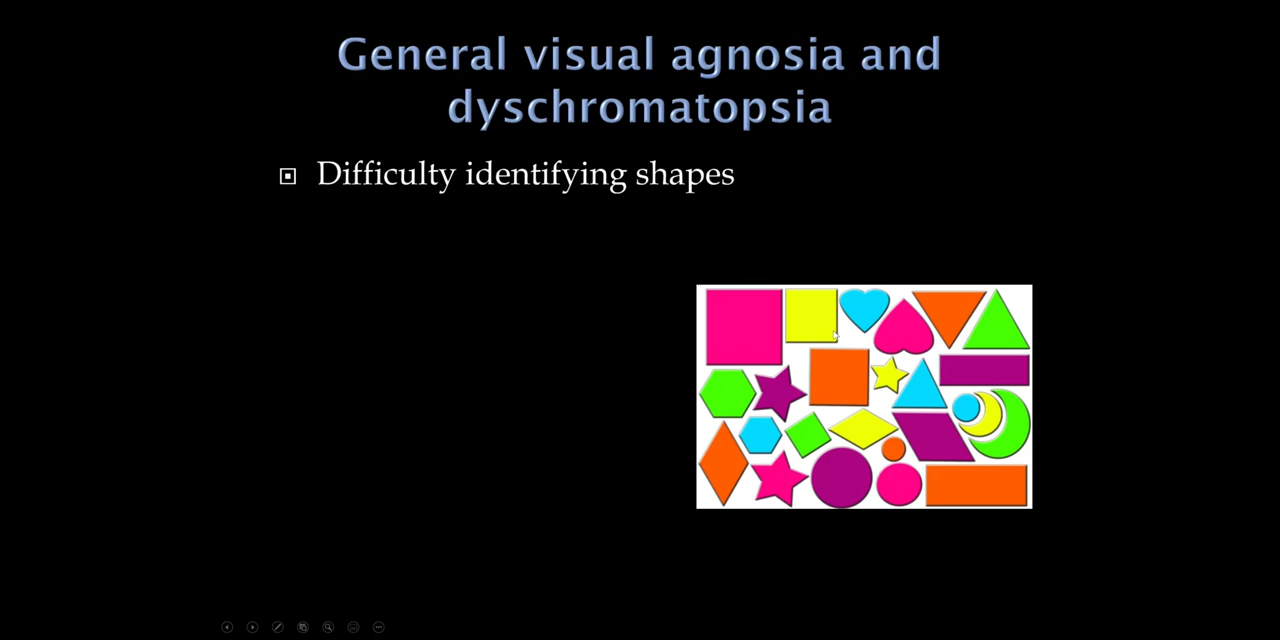 General visual agnosia and
dyschromatopsia
Difficulty identifying shapes